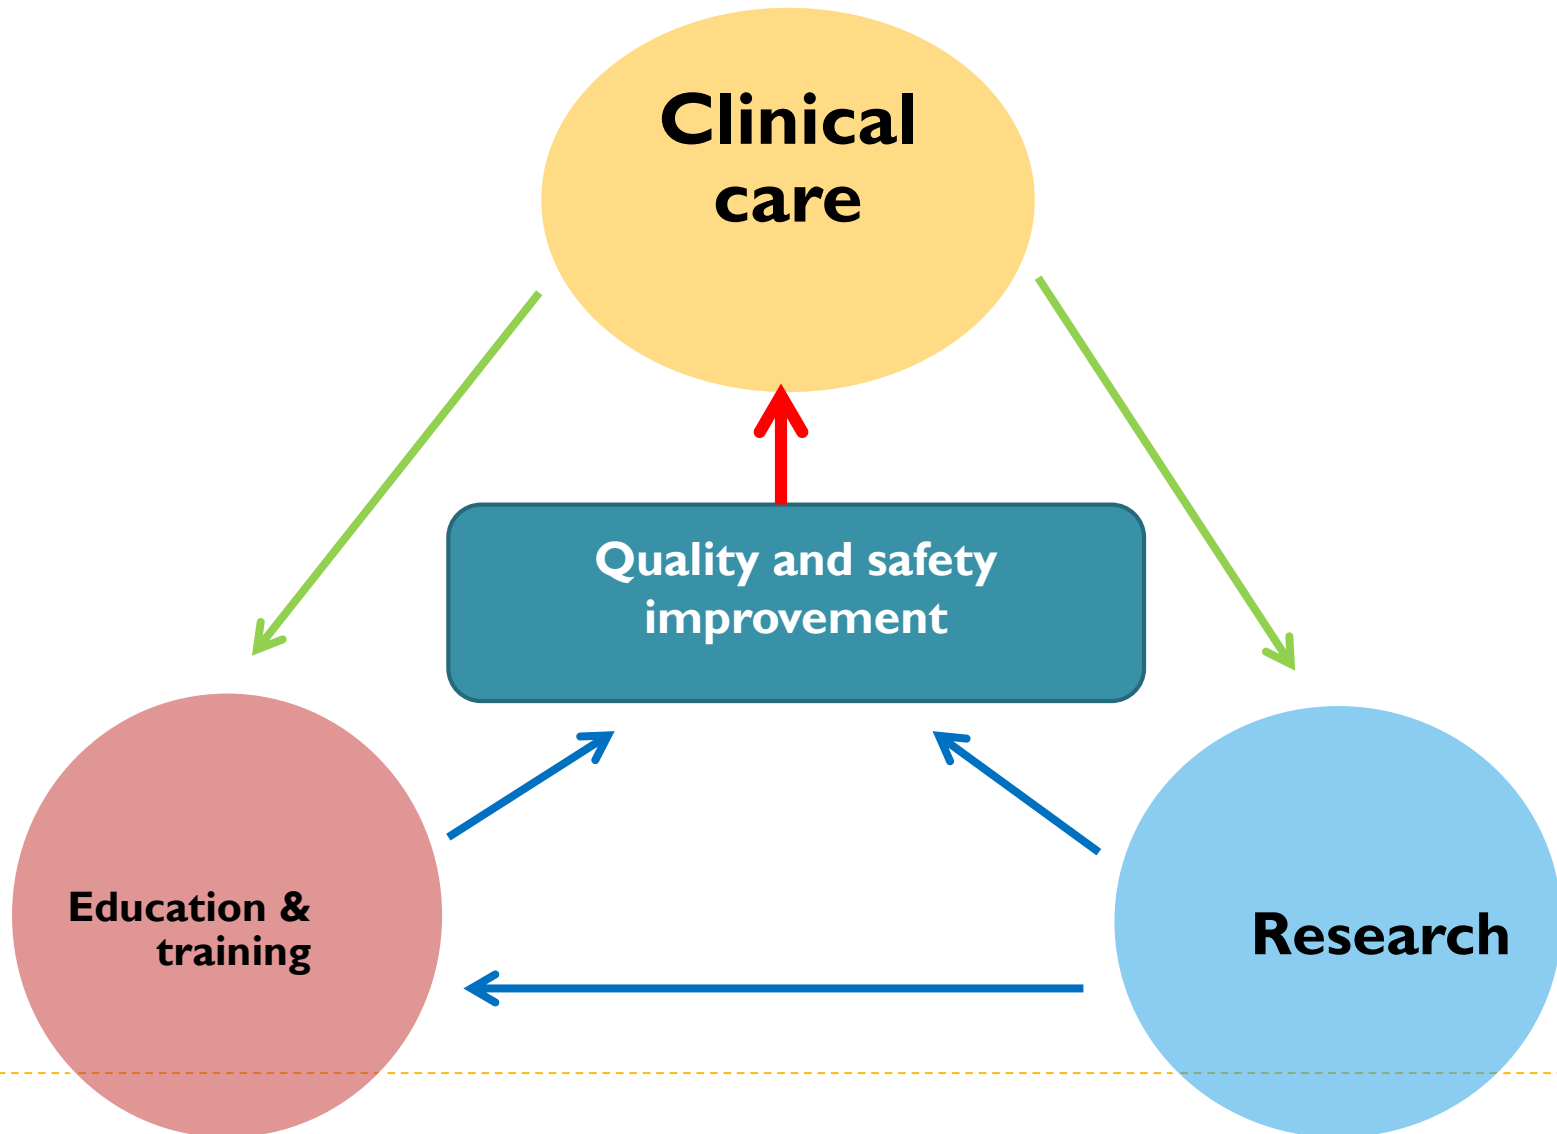 Clinical
care
Quality and safety
improvement
Education &
training
Research